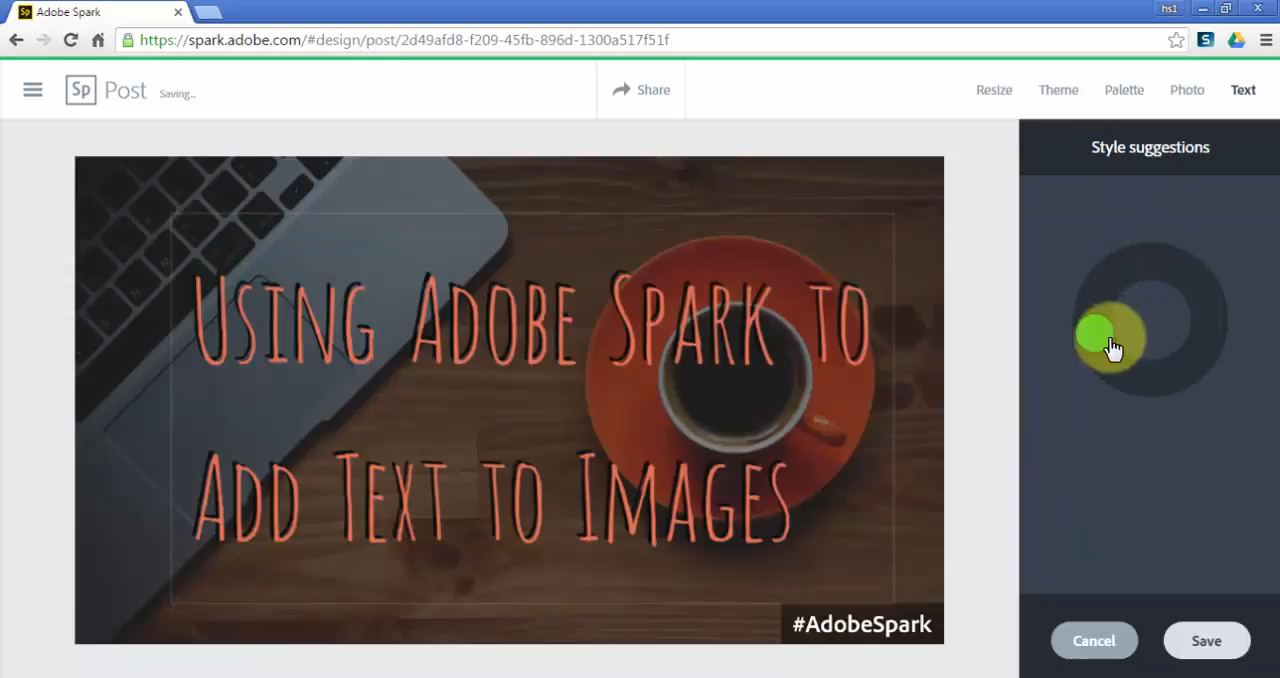 Adobe Spark
hs1
https://spark.adobe.com/#design/post/2d49afd8-f209-45fb-896d-1300a517f51f
Sp Post Saving...
Share
Resize Theme Palette Photo Text
Style suggestions
Using Adobe Spark to
Add Text to Images
#AdobeSpark
Cancel Save